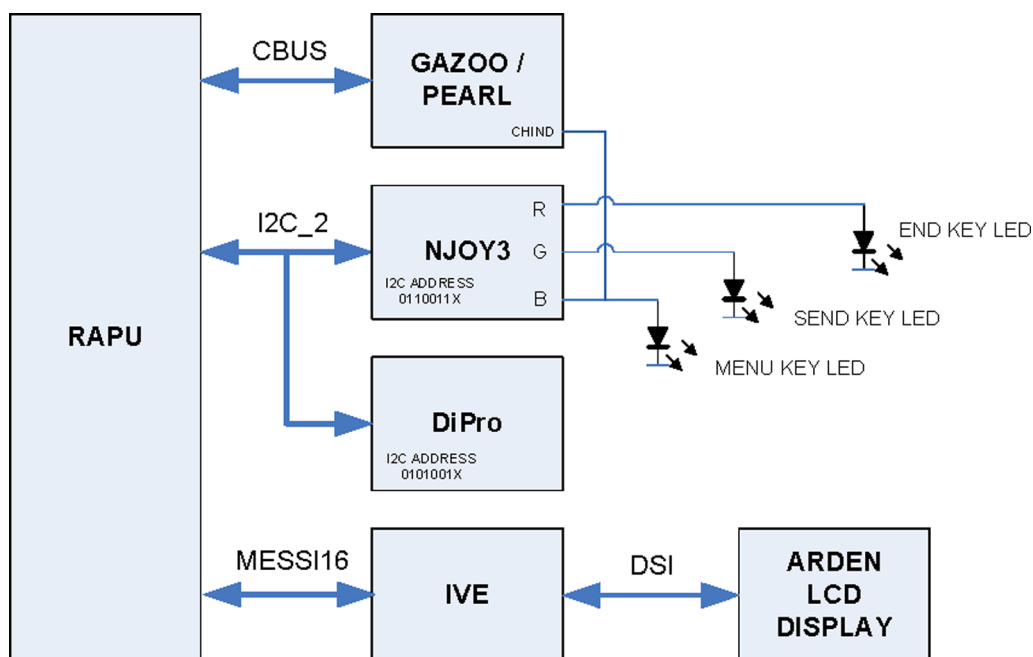 CBUS
GAZOO /
PEARL
CHIND
RAPU
I2C_2
NJOY3
I2C ADDRESS
0110011X
R
G
B
END KEY LED
SEND KEY LED
MENU KEY LED
DiPro
I2C ADDRESS
0101001X
MESSI16
IVE
DSI
ARDEN
LCD
DISPLAY